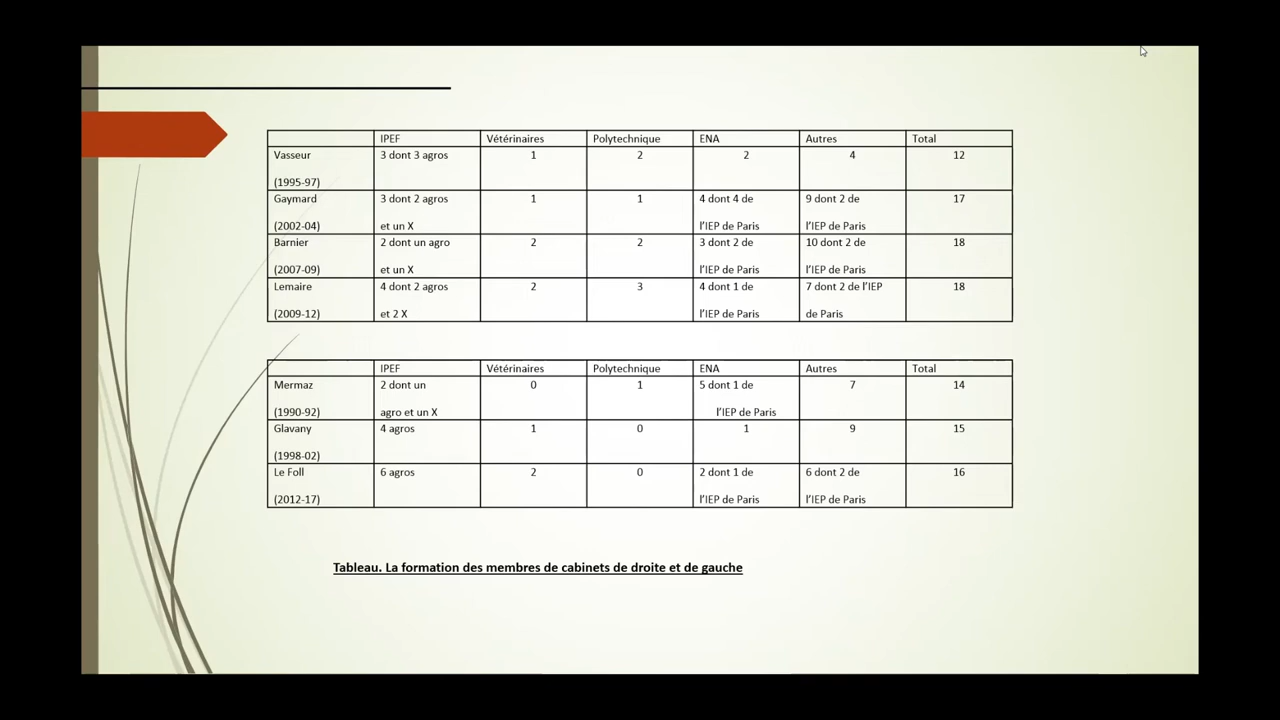 IPEF Vétérinaires Polytechnique ENA Autres Total
Vasseur 3 dont 3 agros 1 2 2 4 12
(1995-97)
Gaymard 3 dont 2 agros 1 1 4 dont 4 de 9 dont 2 de 17
(2002-04) et un X l'IEP de Paris l'IEP de Paris
Barnier 2 dont un agro 2 2 3 dont 2 de 10 dont 2 de 18
(2007-09) et un X l'IEP de Paris l'IEP de Paris
Lemaire 4 dont 2 agros 2 3 4 dont 1 de 7 dont 2 de l'IEP 18
(2009-12) et 2 X l'IEP de Paris de Paris
IPEF Vétérinaires Polytechnique ENA Autres Total
Mermaz 2 dont un 0 1 5 dont 1 de 7 14
(1990-92) agro et un X l'IEP de Paris
Glavany 4 agros 1 0 1 9 15
(1998-02)
Le Foll 6 agros 2 0 2 dont 1 de 6 dont 2 de 16
(2012-17) l'IEP de Paris l'IEP de Paris
Tableau. La formation des membres de cabinets de droite et de gauche